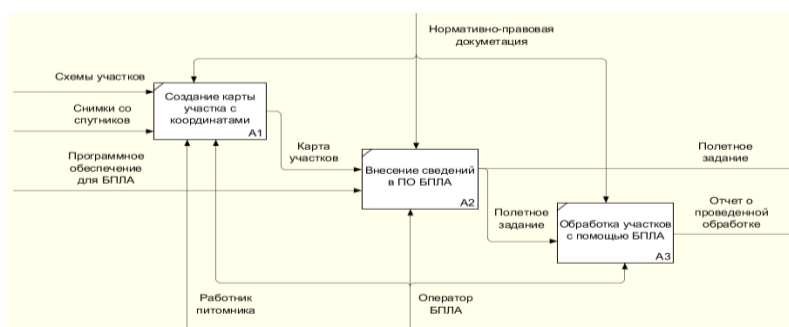 Нормативно-правовая
докуметация
Схемы участков
Снимки со
спутников
Создание карты
участка с
координатами
A1
Программное
обеспечение
для БПЛА
Карта
участков
Внесение сведений
в ПО БПЛА
A2
Полетное
задание
Полетное
задание
Обработка участков
с помощью БПЛА
A3
Отчет о
проведенной
обработке
Работник
питомника
Оператор
БПЛА